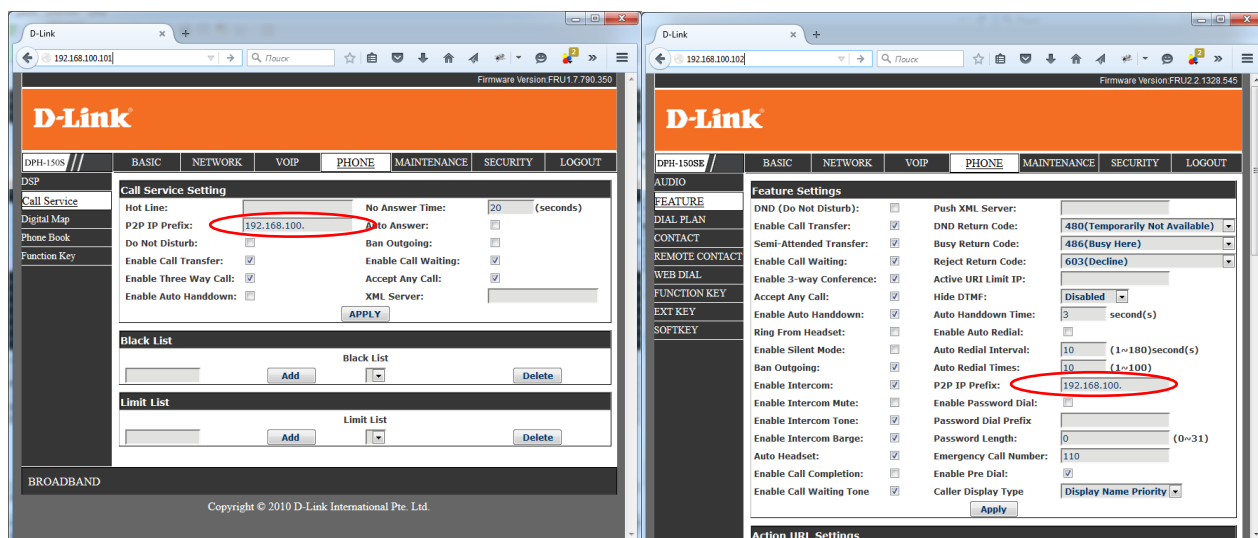 D-Link
192.168.100.101
Поиск
2
Firmware Version:FRU1.7.790.350
D-Link
DPH-150S
BASIC NETWORK VOIP PHONE MAINTENANCE SECURITY LOGOUT
DSP
Call Service
Digital Map
Phone Book
Function Key
Call Service Setting
Hot Line: No Answer Time: 20 (seconds)
P2P IP Prefix: 192.168.100. Auto Answer:
Do Not Disturb: Ban Outgoing:
Enable Call Transfer: Enable Call Waiting:
Enable Three Way Call: Accept Any Call:
Enable Auto Handdown: XML Server:
APPLY
Black List
Black List
Add Delete
Limit List
Limit List
Add Delete
BROADBAND
Copyright © 2010 D-Link International Pte. Ltd.
D-Link
192.168.100.102
Поиск
2
Firmware Version:FRU2.2.1328.545
D-Link
DPH-150SE
BASIC NETWORK VOIP PHONE MAINTENANCE SECURITY LOGOUT
AUDIO
FEATURE
DIAL PLAN
CONTACT
REMOTE CONTACT
WEB DIAL
FUNCTION KEY
EXT KEY
SOFTKEY
Feature Settings
DND (Do Not Disturb): Push XML Server:
Enable Call Transfer: DND Return Code: 480(Temporarily Not Available)
Semi-Attended Transfer: Busy Return Code: 486(Busy Here)
Enable Call Waiting: Reject Return Code: 603(Decline)
Enable 3-way Conference: Active URI Limit IP:
Accept Any Call: Hide DTMF: Disabled
Enable Auto Handdown: Auto Handdown Time: 3 second(s)
Ring From Headset: Enable Auto Redial:
Enable Silent Mode: Auto Redial Interval: 10 (1~180)second(s)
Ban Outgoing: Auto Redial Times: 10 (1~100)
Enable Intercom: P2P IP Prefix: 192.168.100.
Enable Intercom Mute: Enable Password Dial:
Enable Intercom Tone: Password Dial Prefix
Enable Intercom Barge: Password Length: 0 (0~31)
Auto Headset: Emergency Call Number: 110
Enable Call Completion: Enable Pre Dial:
Enable Call Waiting Tone Caller Display Type Display Name Priority
Apply
Action URL Settings